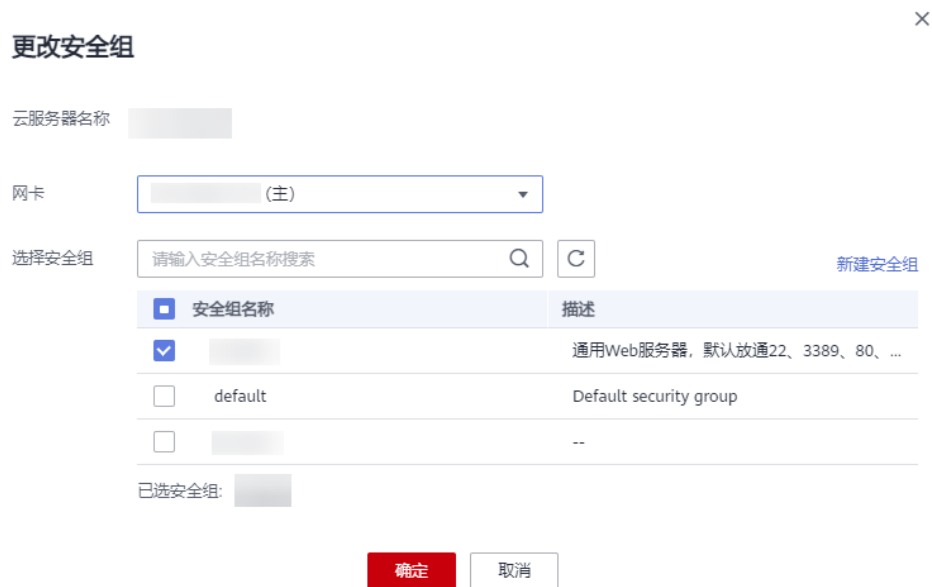 更改安全组
云服务器名称
网卡 (主)
选择安全组 请输入安全组名称搜索 新建安全组
安全组名称 描述
通用Web服务器，默认放通22、3389、80、...
default Default security group
--
已选安全组:
确定 取消